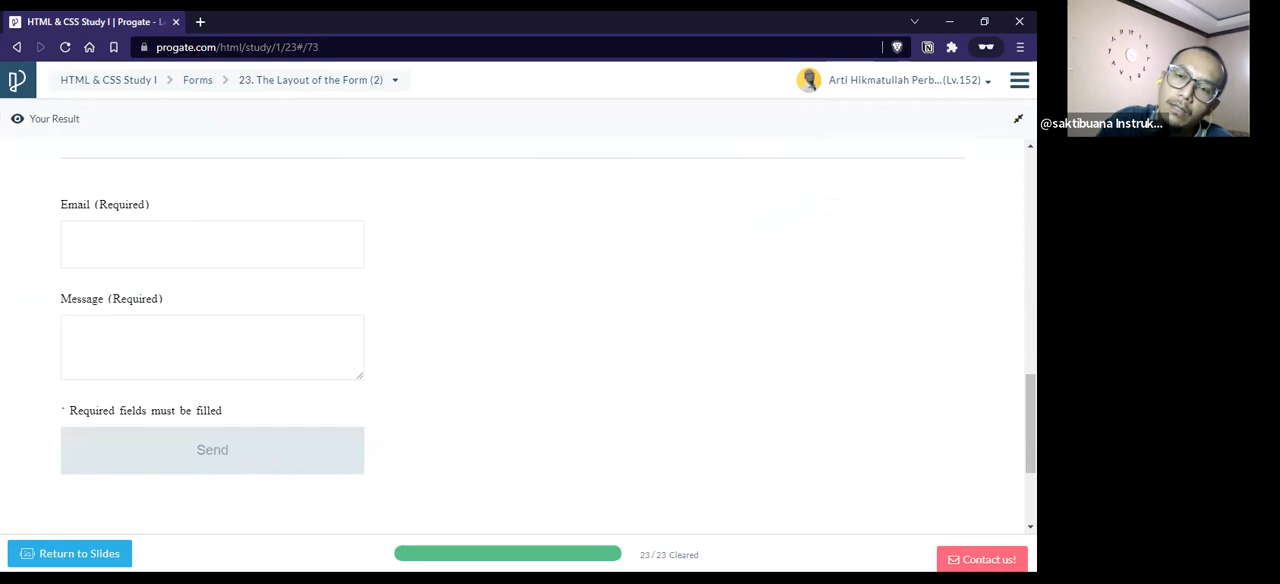 HTML & CSS Study I | Progate - L
progate.com/html/study/1/23#/73
HTML & CSS Study I > Forms > 23. The Layout of the Form (2)
Arti Hikmatullah Perb...(Lv.152)
Your Result
@saktibuana Instruk...
Email (Required)
Message (Required)
* Required fields must be filled
Send
Return to Slides
23 / 23 Cleared
Contact us!